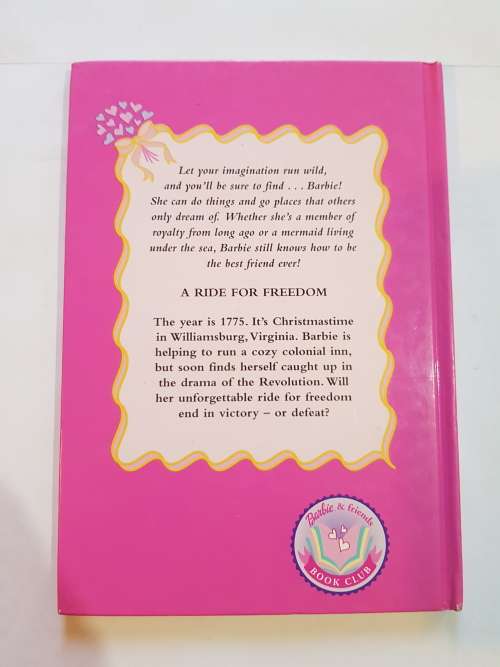 Let your imagination run wild,
and you'll be sure to find . . . Barbie!
She can do things and go places that others
only dream of. Whether she's a member of
royalty from long ago or a mermaid living
under the sea, Barbie still knows how to be
the best friend ever!
A RIDE FOR FREEDOM
The year is 1775. It's Christmastime
in Williamsburg, Virginia. Barbie is
helping to run a cozy colonial inn,
but soon finds herself caught up in
the drama of the Revolution. Will
her unforgettable ride for freedom
end in victory – or defeat?
Barbie & friends
BOOK CLUB